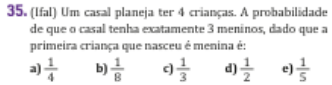 35. (Ifal) Um casal planeja ter 4 crianças. A probabilidade
de que o casal tenha exatamente 3 meninos, dado que a
primeira criança que nasceu é menina é:
a) 1/4 b) 1/8 c) 1/3 d) 1/2 e) 1/5